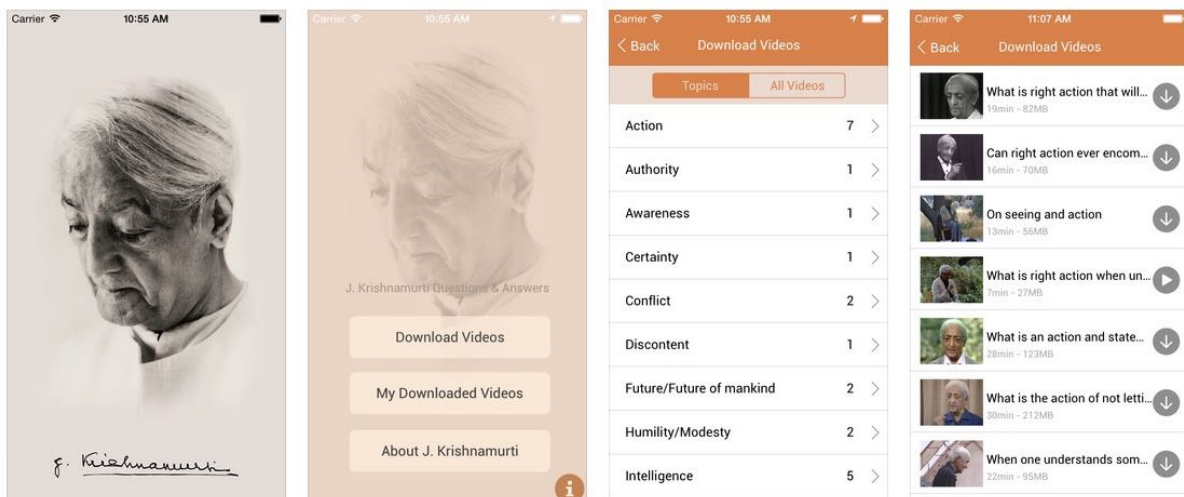 Carrier 10:55 AM
J. Krishnamurti
Carrier 10:55 AM
J. Krishnamurti Questions & Answers
Download Videos
My Downloaded Videos
About J. Krishnamurti
i
Carrier 10:55 AM
Back Download Videos
Topics All Videos
Action 7
Authority 1
Awareness 1
Certainty 1
Conflict 2
Discontent 1
Future/Future of mankind 2
Humility/Modesty 2
Intelligence 5
Carrier 11:07 AM
Back Download Videos
What is right action that will...
19min - 82MB
Can right action ever encom...
16min - 70MB
On seeing and action
13min - 56MB
What is right action when un...
7min - 27MB
What is an action and state...
28min - 123MB
What is the action of not letti...
30min - 212MB
When one understands som...
22min - 95MB